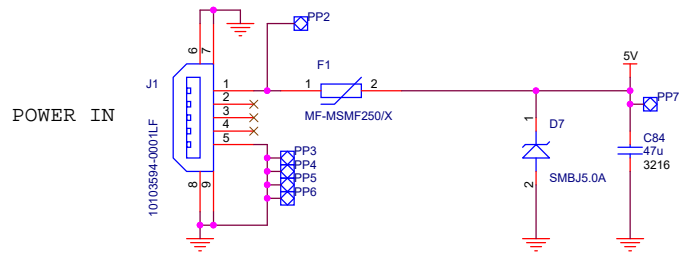 PP2
6
7
F1
5V
J1
1
1
2
PP7
2
3
4
5
MF-MSMF250/X
POWER IN
1
D7
C84
47u
3216
PP3
PP4
PP5
PP6
SMBJ5.0A
2
8
9
10103594-0001LF